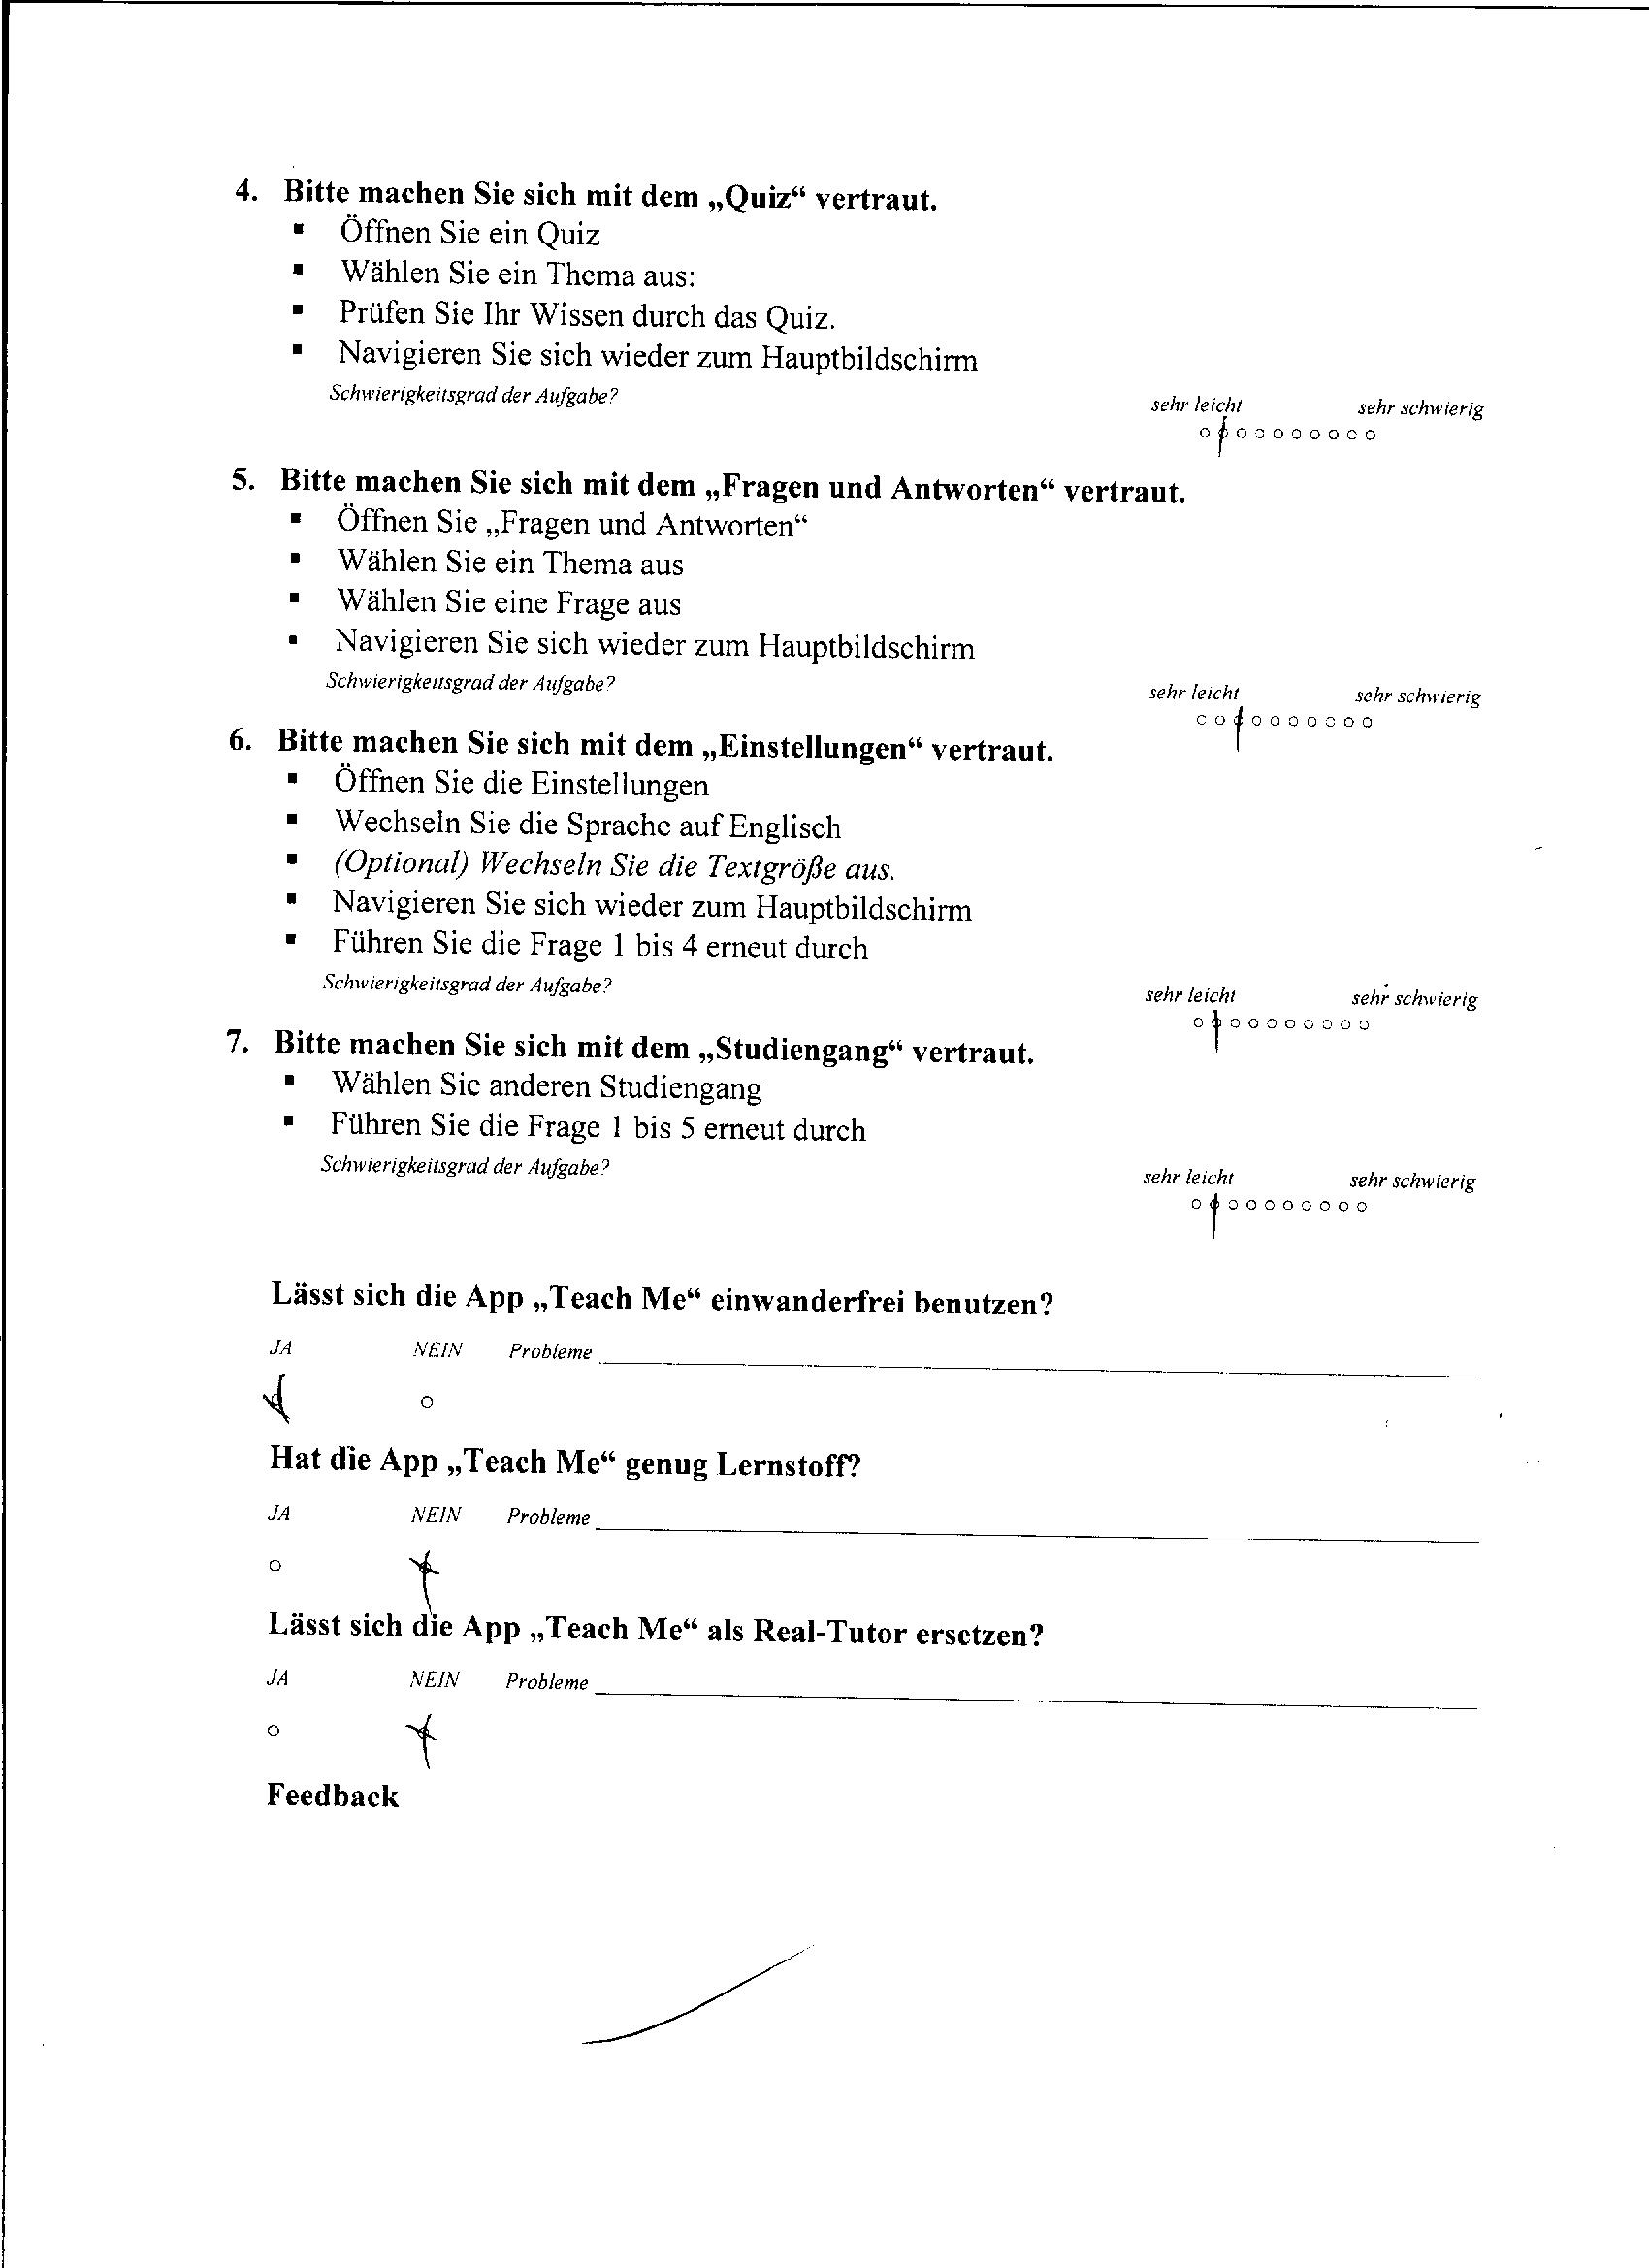 4. Bitte machen Sie sich mit dem „Quiz“ vertraut.
▪ Öffnen Sie ein Quiz
▪ Wählen Sie ein Thema aus:
▪ Prüfen Sie Ihr Wissen durch das Quiz.
▪ Navigieren Sie sich wieder zum Hauptbildschirm
Schwierigkeitsgrad der Aufgabe?
sehr leicht sehr schwierig
5. Bitte machen Sie sich mit dem „Fragen und Antworten“ vertraut.
▪ Öffnen Sie „Fragen und Antworten“
▪ Wählen Sie ein Thema aus
▪ Wählen Sie eine Frage aus
▪ Navigieren Sie sich wieder zum Hauptbildschirm
Schwierigkeitsgrad der Aufgabe?
sehr leicht sehr schwierig
6. Bitte machen Sie sich mit dem „Einstellungen“ vertraut.
▪ Öffnen Sie die Einstellungen
▪ Wechseln Sie die Sprache auf Englisch
▪ (Optional) Wechseln Sie die Textgröße aus.
▪ Navigieren Sie sich wieder zum Hauptbildschirm
▪ Führen Sie die Frage 1 bis 4 erneut durch
Schwierigkeitsgrad der Aufgabe?
sehr leicht sehr schwierig
7. Bitte machen Sie sich mit dem „Studiengang“ vertraut.
▪ Wählen Sie anderen Studiengang
▪ Führen Sie die Frage 1 bis 5 erneut durch
Schwierigkeitsgrad der Aufgabe?
sehr leicht sehr schwierig
Lässt sich die App „Teach Me“ einwanderfrei benutzen?
JA NEIN Probleme
Hat die App „Teach Me“ genug Lernstoff?
JA NEIN Probleme
Lässt sich die App „Teach Me“ als Real-Tutor ersetzen?
JA NEIN Probleme
Feedback